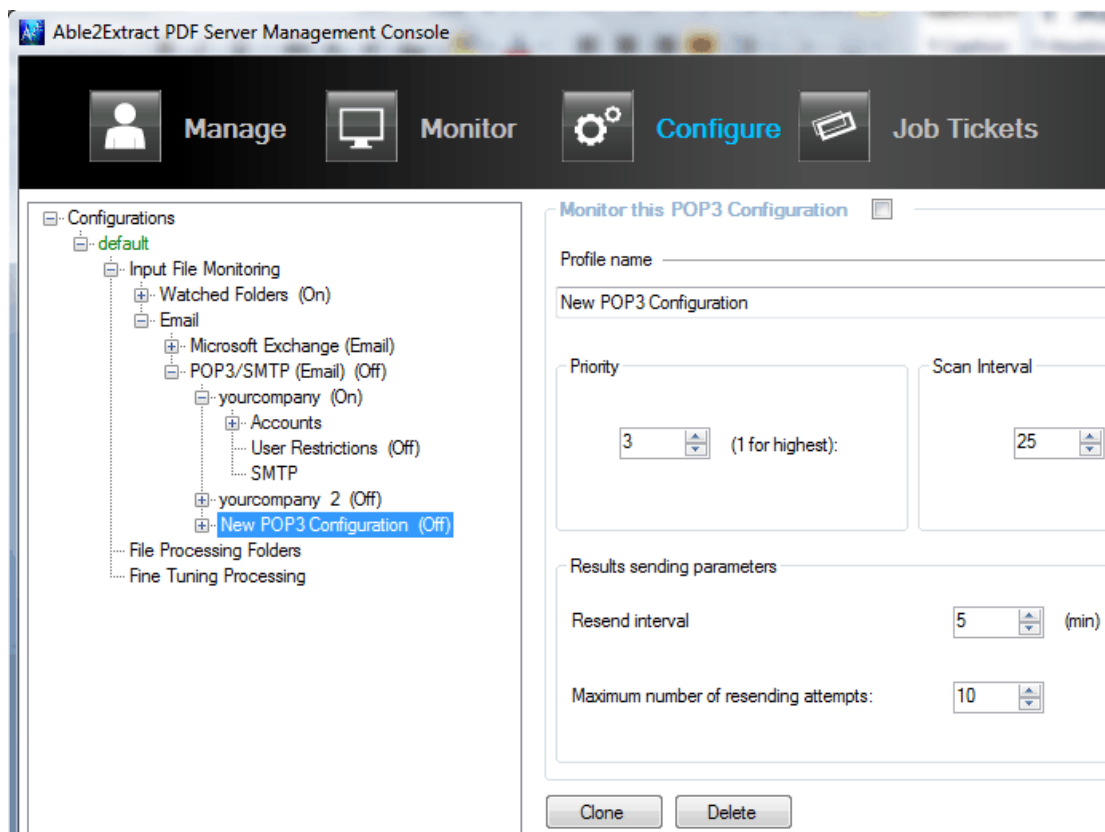 Able2Extract PDF Server Management Console
Manage Monitor Configure Job Tickets
Configurations
default
Input File Monitoring
Watched Folders (On)
Email
Microsoft Exchange (Email)
POP3/SMTP (Email) (Off)
yourcompany (On)
Accounts
User Restrictions (Off)
SMTP
yourcompany 2 (Off)
New POP3 Configuration (Off)
File Processing Folders
Fine Tuning Processing
Monitor this POP3 Configuration
Profile name
New POP3 Configuration
Priority
3 (1 for highest):
Scan Interval
25
Results sending parameters
Resend interval 5 (min)
Maximum number of resending attempts: 10
Clone Delete